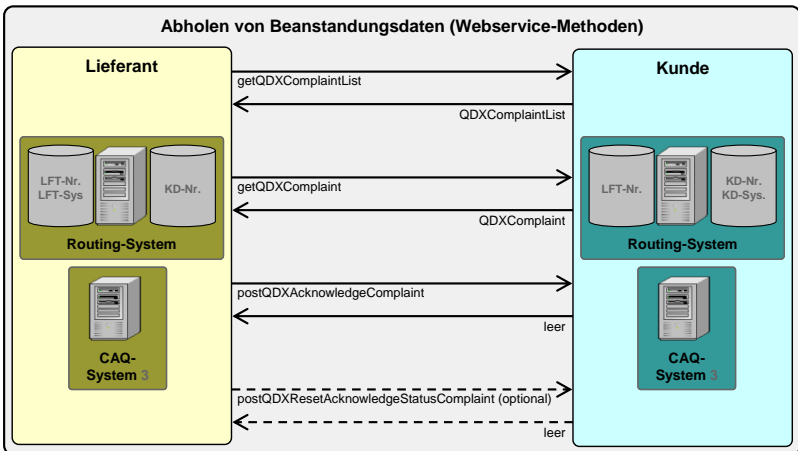 Abholen von Beanstandungsdaten (Webservice-Methoden)
Lieferant
Kunde
getQDXComplaintList
QDXComplaintList
LFT-Nr.
LFT-Sys
KD-Nr.
Routing-System
LFT-Nr.
KD-Nr.
KD-Sys.
Routing-System
getQDXComplaint
QDXComplaint
postQDXAcknowledgeComplaint
leer
CAQ-
System 3
CAQ-
System 3
postQDXResetAcknowledgeStatusComplaint (optional)
leer